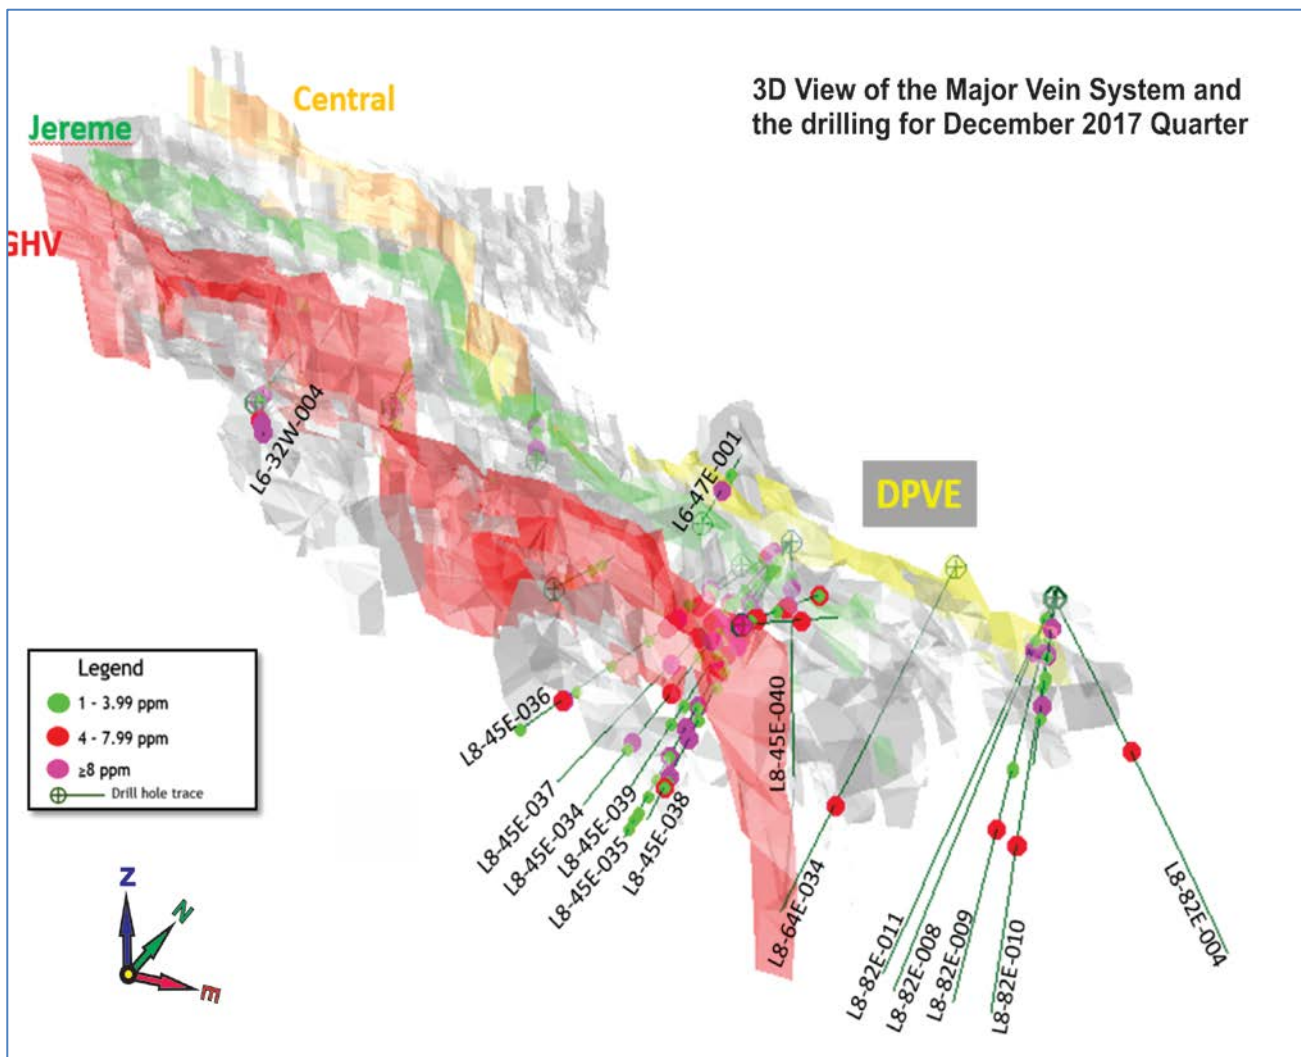 3D View of the Major Vein System and
the drilling for December 2017 Quarter
Central
Jereme
GHV
L6-32W-004
L6-47E-001
DPVE
L8-45E-036
L8-45E-037
L8-45E-034
L8-45E-039
L8-45E-035
L8-45E-038
L8-45E-040
L8-64E-034
L8-82E-011
L8-82E-008
L8-82E-009
L8-82E-010
L8-82E-004
Legend
1 - 3.99 ppm
4 - 7.99 ppm
≥8 ppm
Drill hole trace
Z
N
E